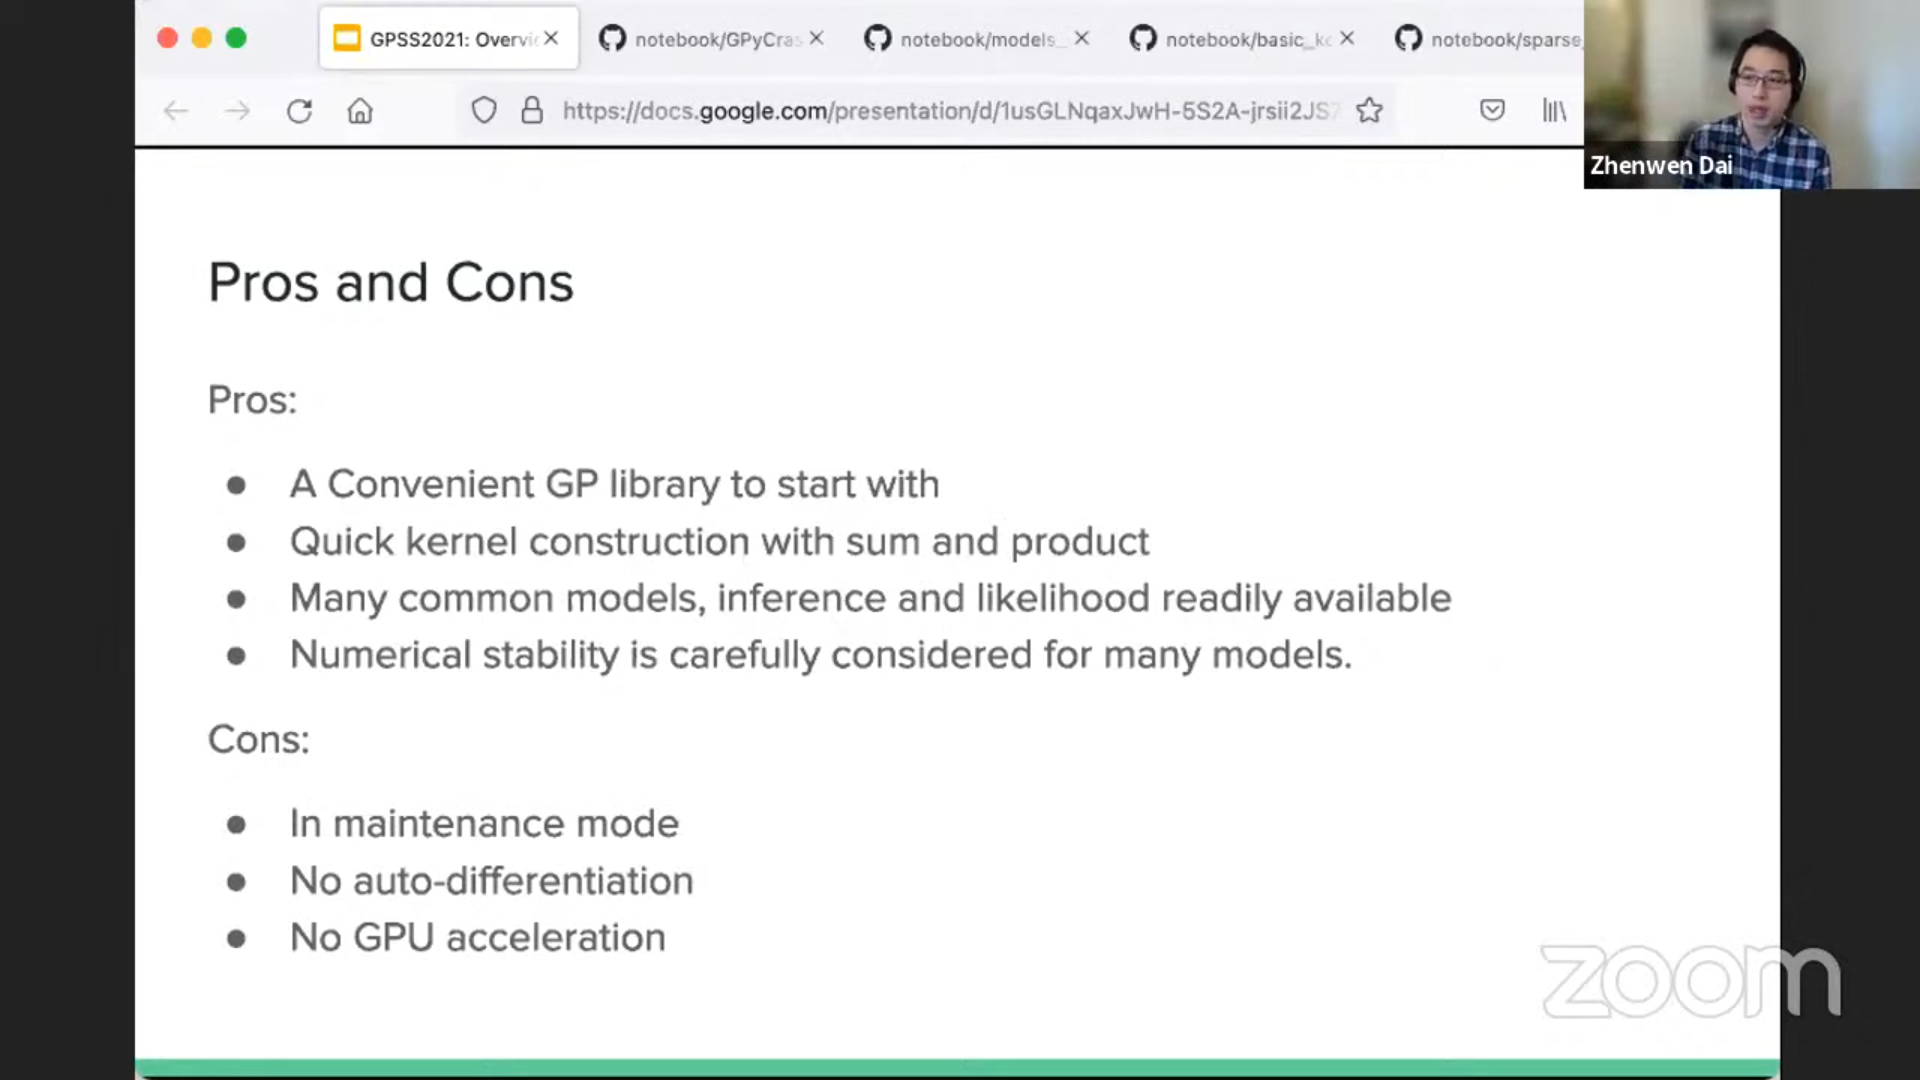 GPSS2021: Overvi
notebook/GPyCras
notebook/models_
notebook/basic_k
notebook/sparse_
https://docs.google.com/presentation/d/1usGLNqaxJwH-5S2A-jrsii2JS
Zhenwen Dai
Pros and Cons
Pros:
● A Convenient GP library to start with
● Quick kernel construction with sum and product
● Many common models, inference and likelihood readily available
● Numerical stability is carefully considered for many models.
Cons:
● In maintenance mode
● No auto-differentiation
● No GPU acceleration
zoom